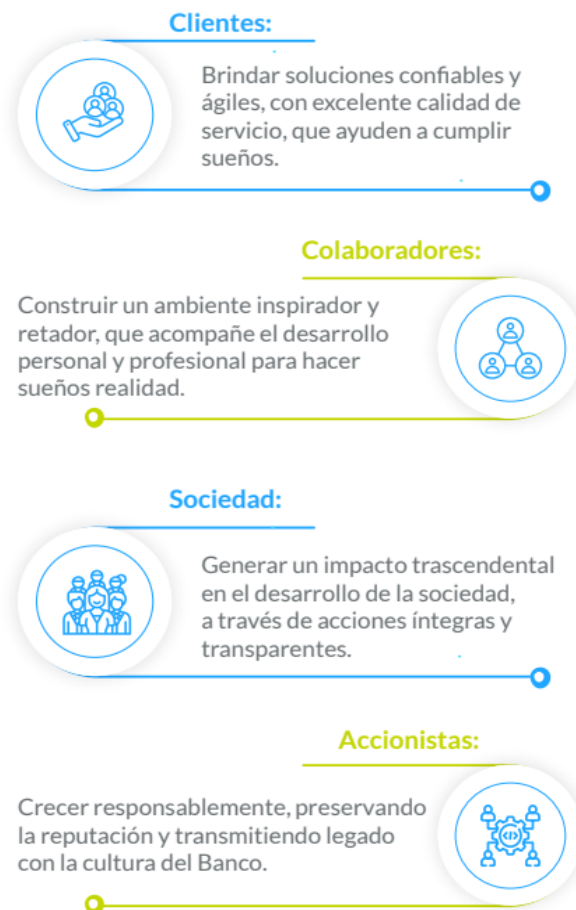 Clientes:
Brindar soluciones confiables y
ágiles, con excelente calidad de
servicio, que ayuden a cumplir
sueños.
Colaboradores:
Construir un ambiente inspirador y
retador, que acompañe el desarrollo
personal y profesional para hacer
sueños realidad.
Sociedad:
Generar un impacto trascendental
en el desarrollo de la sociedad,
a través de acciones íntegras y
transparentes.
Accionistas:
Crecer responsablemente, preservando
la reputación y transmitiendo legado
con la cultura del Banco.